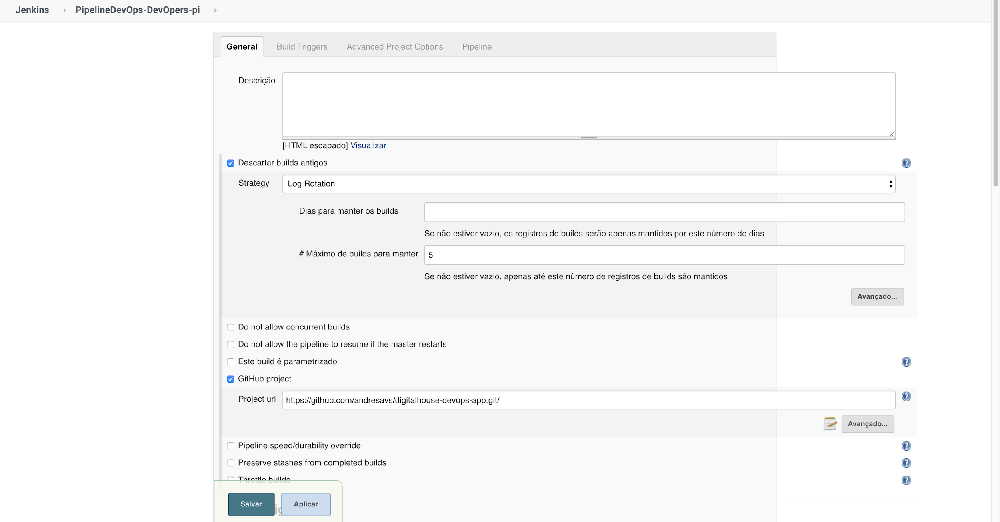 Jenkins PipelineDevOps-DevOpers-pi
General Build Triggers Advanced Project Options Pipeline
Descrição
[HTML escapado] Visualizar
Descartar builds antigos
Strategy Log Rotation
Dias para manter os builds
Se não estiver vazio, os registros de builds serão apenas mantidos por este número de dias
# Máximo de builds para manter 5
Se não estiver vazio, apenas até este número de registros de builds são mantidos
Avançado...
Do not allow concurrent builds
Do not allow the pipeline to resume if the master restarts
Este build é parametrizado
GitHub project
Project url https://github.com/andresavs/digitalhouse-devops-app.git/
Avançado...
Pipeline speed/durability override
Preserve stashes from completed builds
Throttle builds
Salvar Aplicar